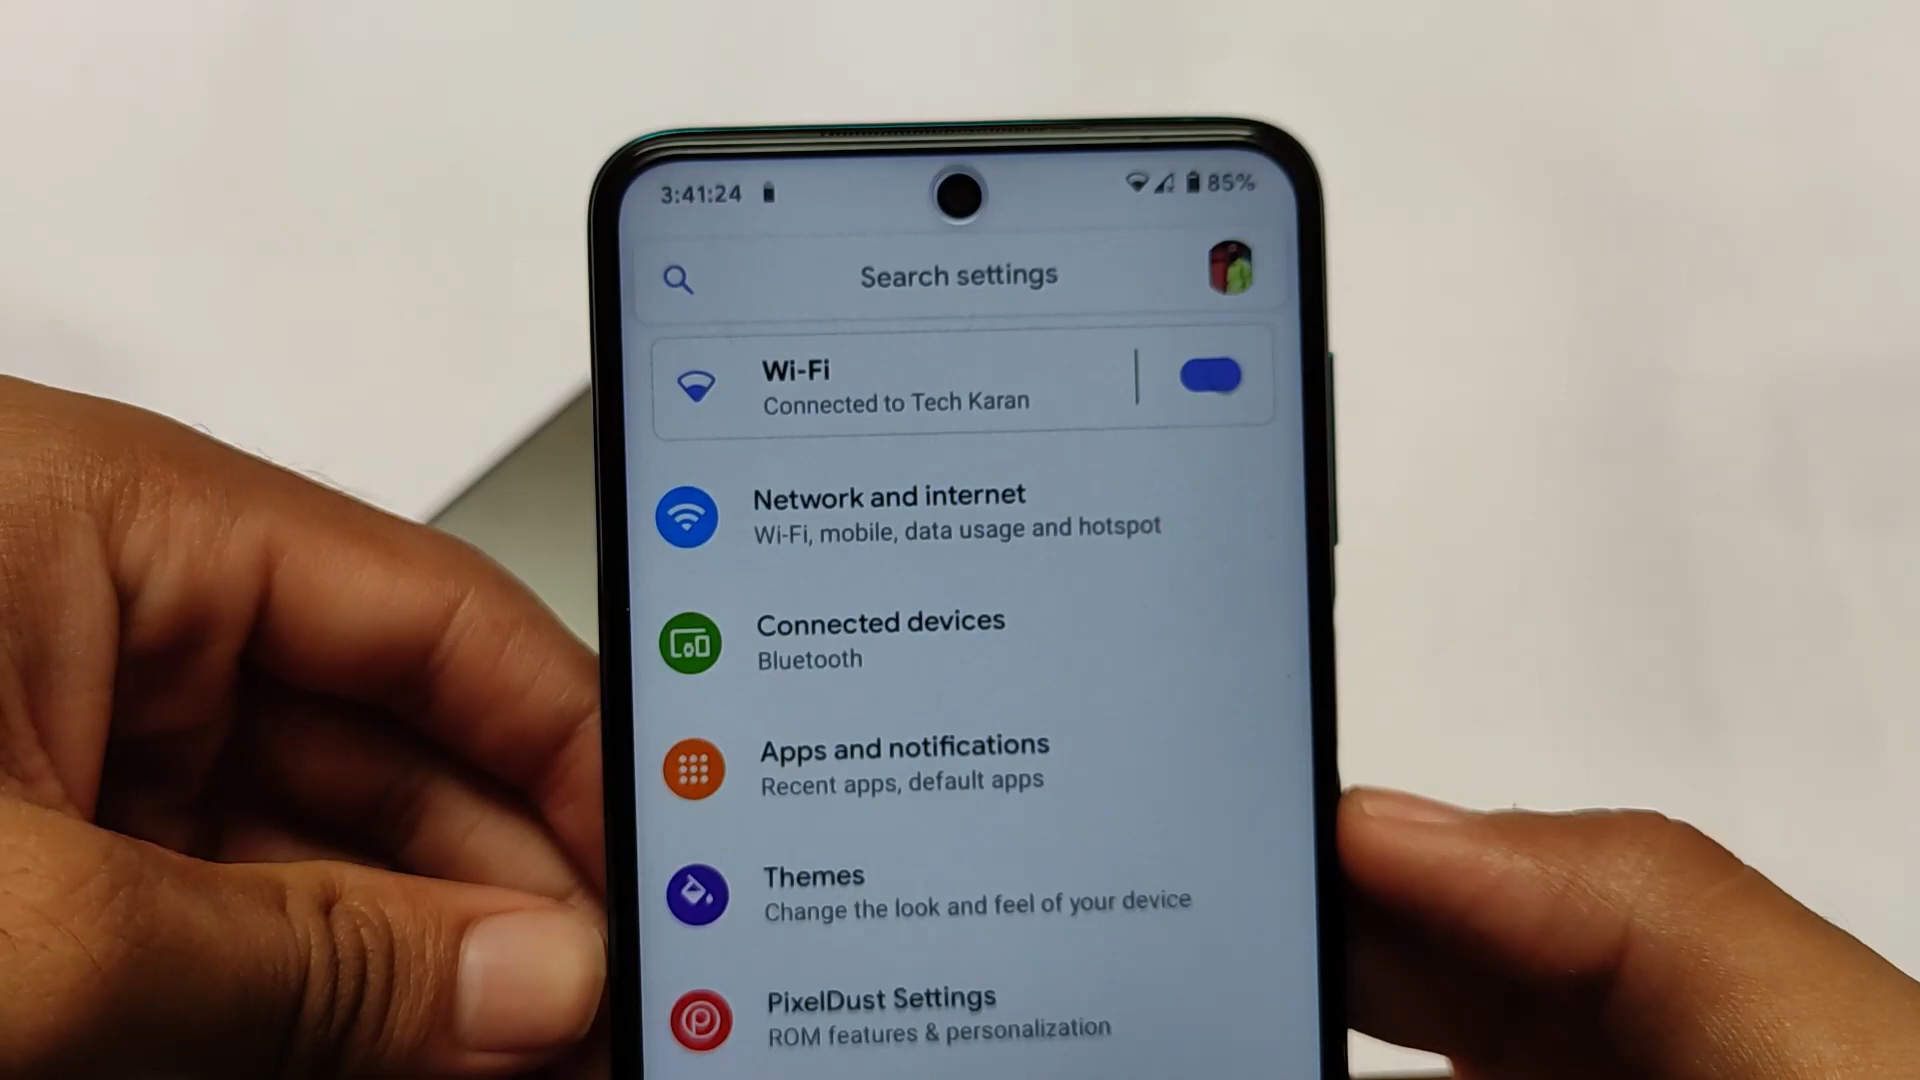 3:41:24 85%
Search settings
Wi-Fi
Connected to Tech Karan
Network and internet
Wi-Fi, mobile, data usage and hotspot
Connected devices
Bluetooth
Apps and notifications
Recent apps, default apps
Themes
Change the look and feel of your device
PixelDust Settings
ROM features & personalization